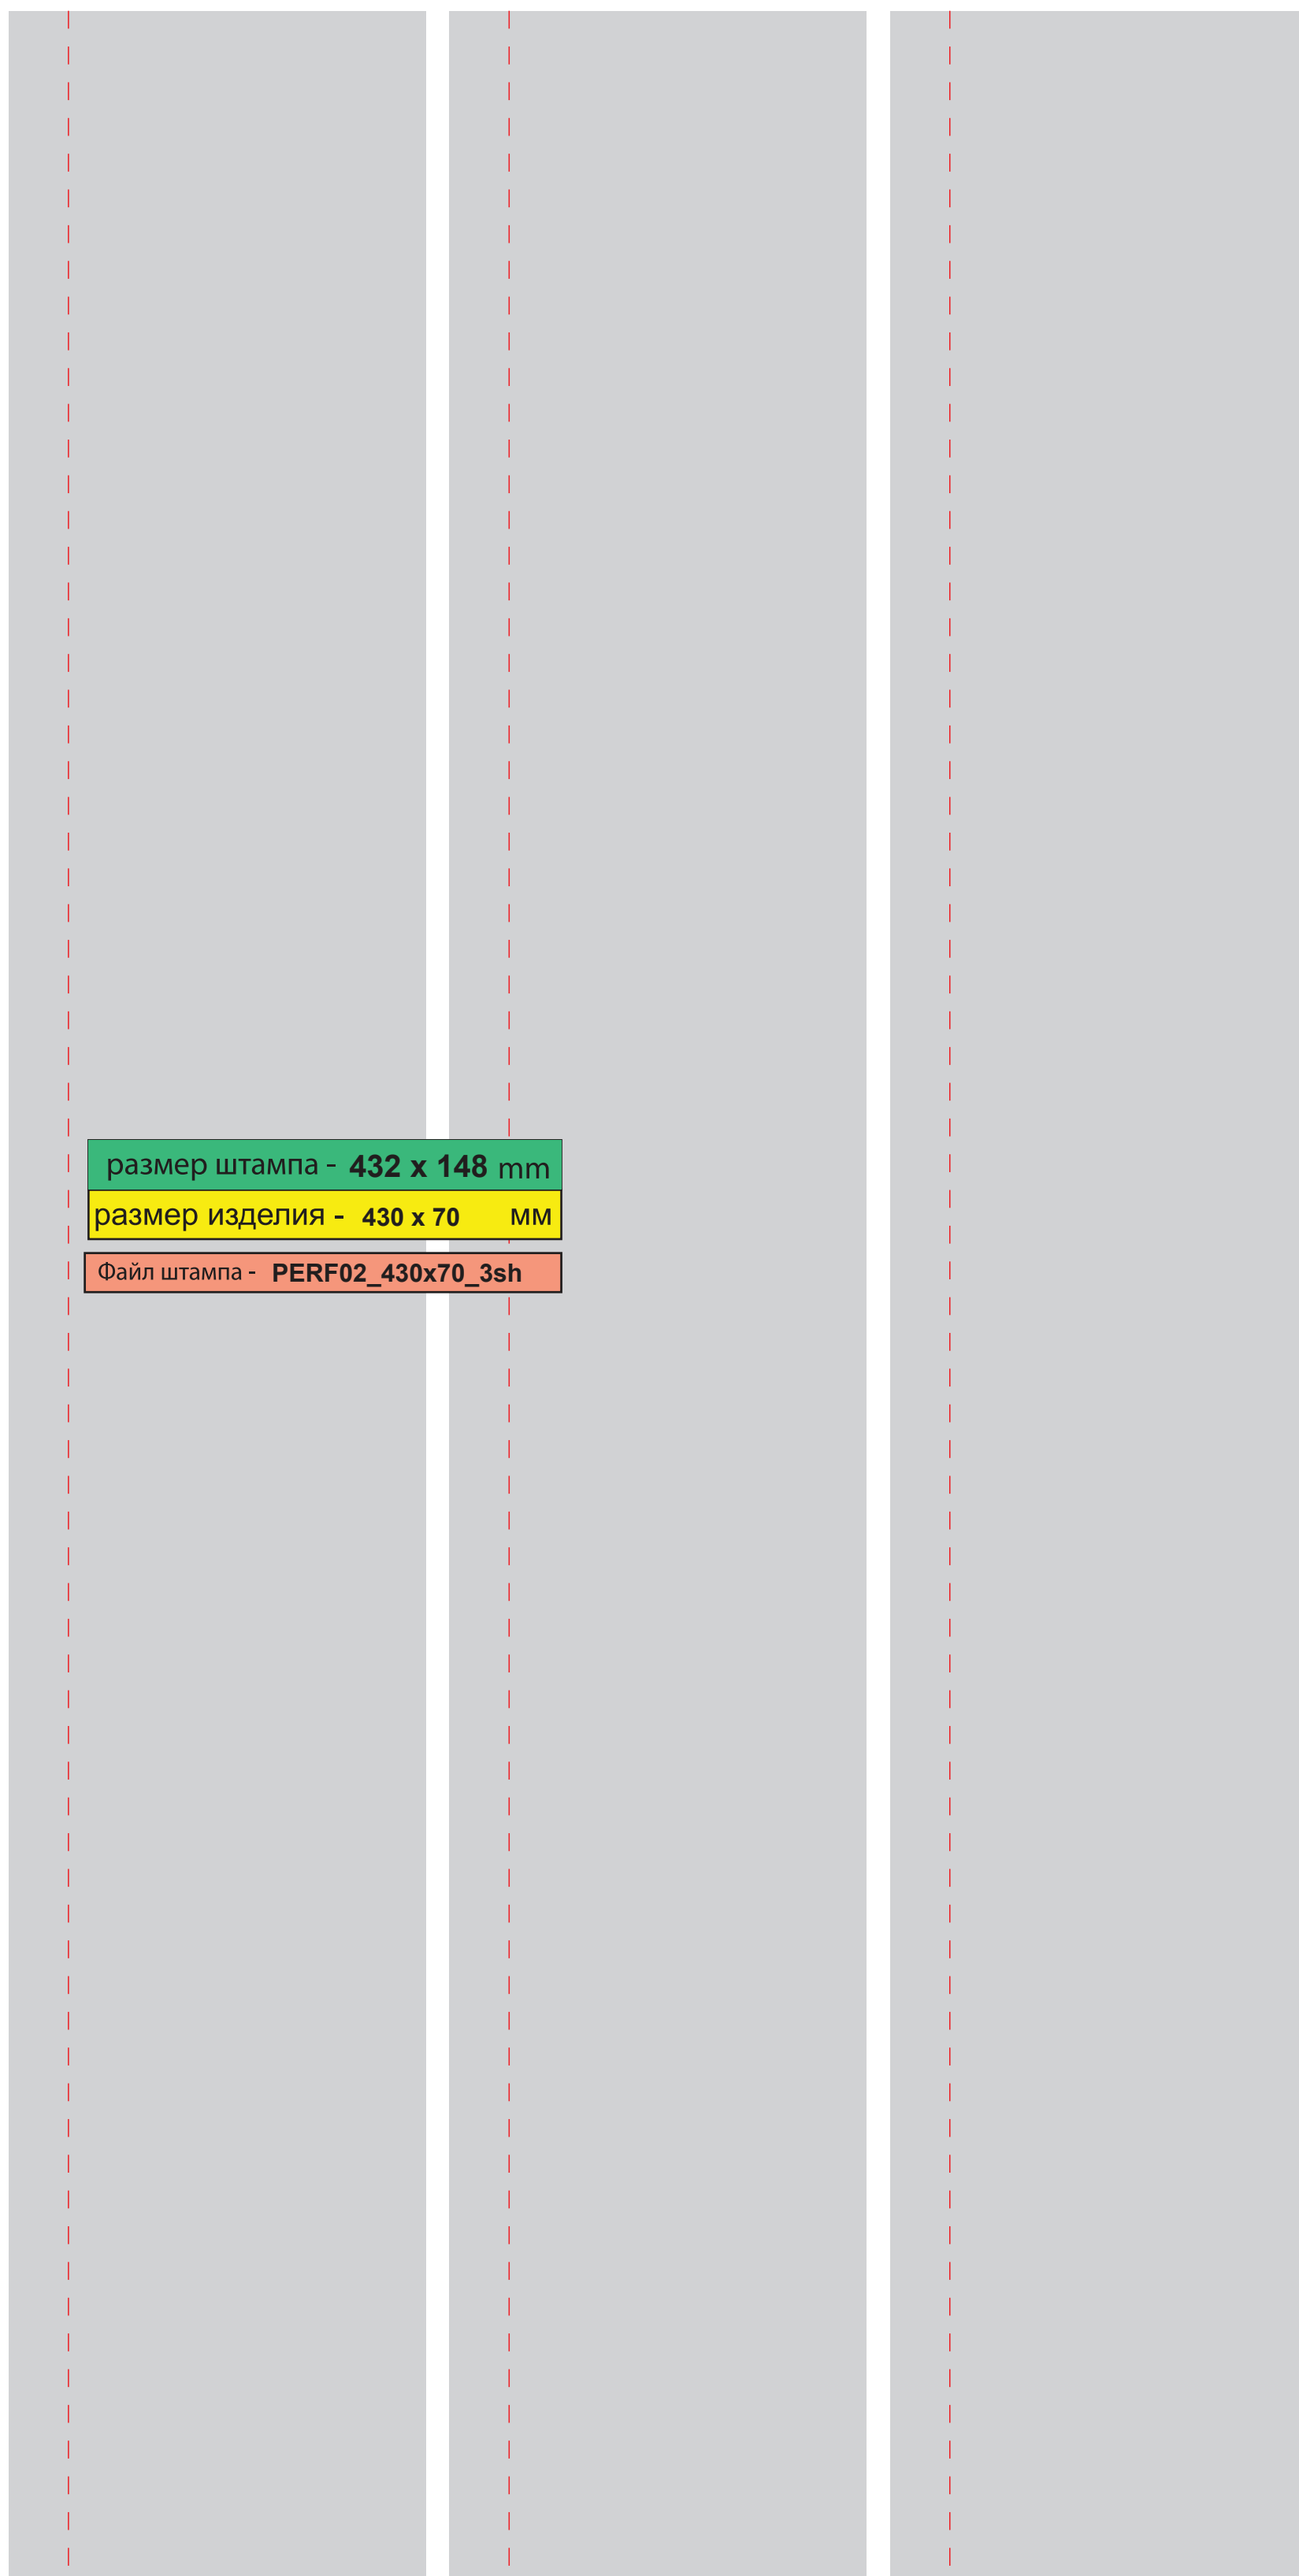 размер штампа - 432 x 148 mm
размер изделия - 430 x 70 мм
Файл штампа - PERF02_430x70_3sh